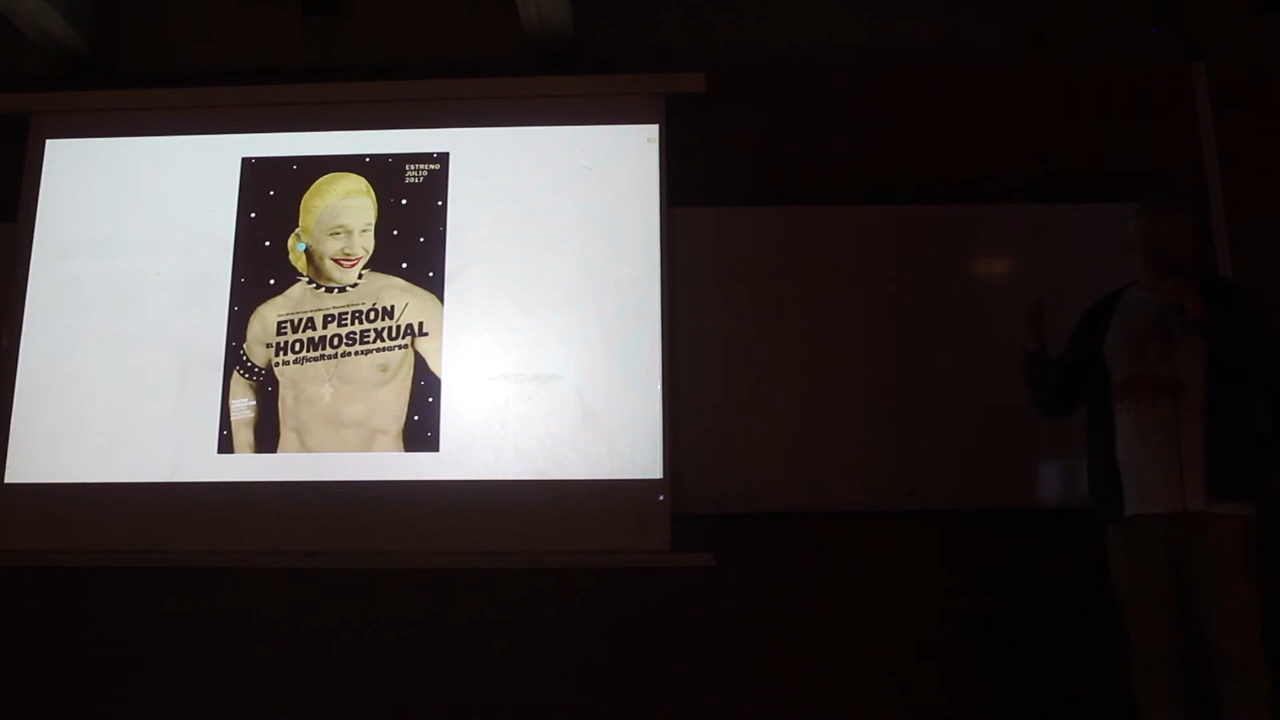 ESTRENO
JULIO
2017
EVA PERÓN/
EL HOMOSEXUAL
o la dificultad de expresarse